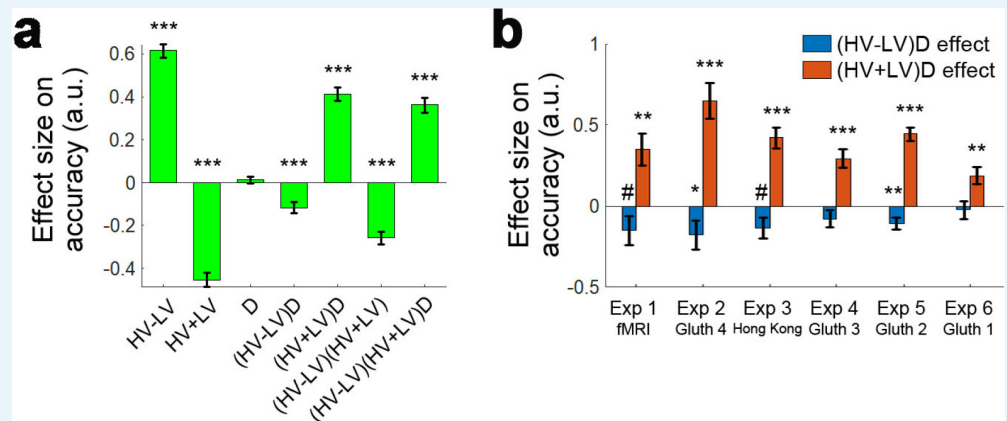 a
Effect size on
accuracy (a.u.)
0.6
0.4
0.2
0
-0.2
-0.4
***
***
***
***
***
***
HV-LV
HV+LV
D
(HV-LV)D
(HV+LV)D
(HV-LV)(HV+LV)
(HV-LV)(HV+LV)D
b
Effect size on
accuracy (a.u.)
1
0.5
0
-0.5
(HV-LV)D effect
(HV+LV)D effect
# **
* ***
# ***
***
** ***
**
Exp 1 Exp 2 Exp 3 Exp 4 Exp 5 Exp 6
fMRI Gluth 4 Hong Kong Gluth 3 Gluth 2 Gluth 1